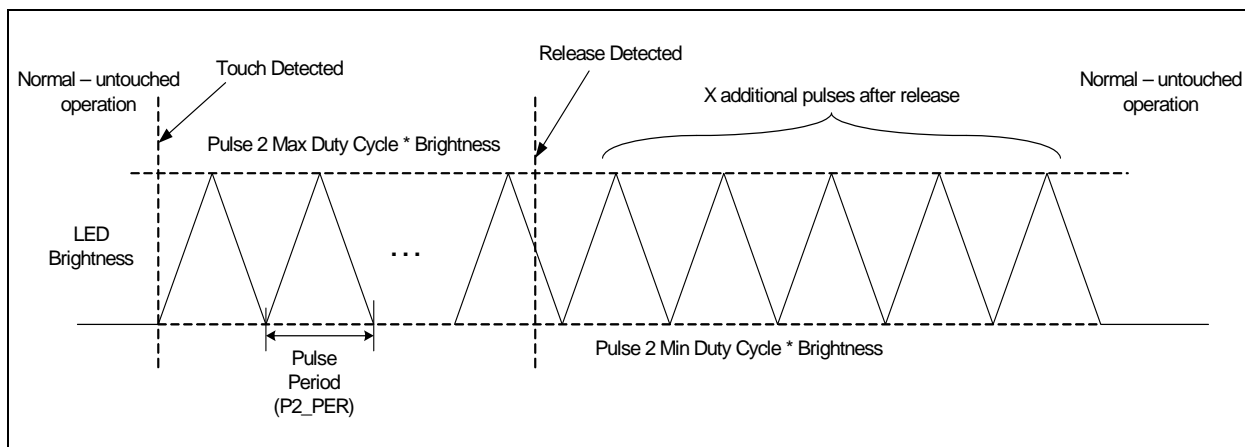 Normal – untouched
operation
Touch Detected
Release Detected
X additional pulses after release
Normal – untouched
operation
Pulse 2 Max Duty Cycle * Brightness
LED
Brightness
...
Pulse
Period
(P2_PER)
Pulse 2 Min Duty Cycle * Brightness